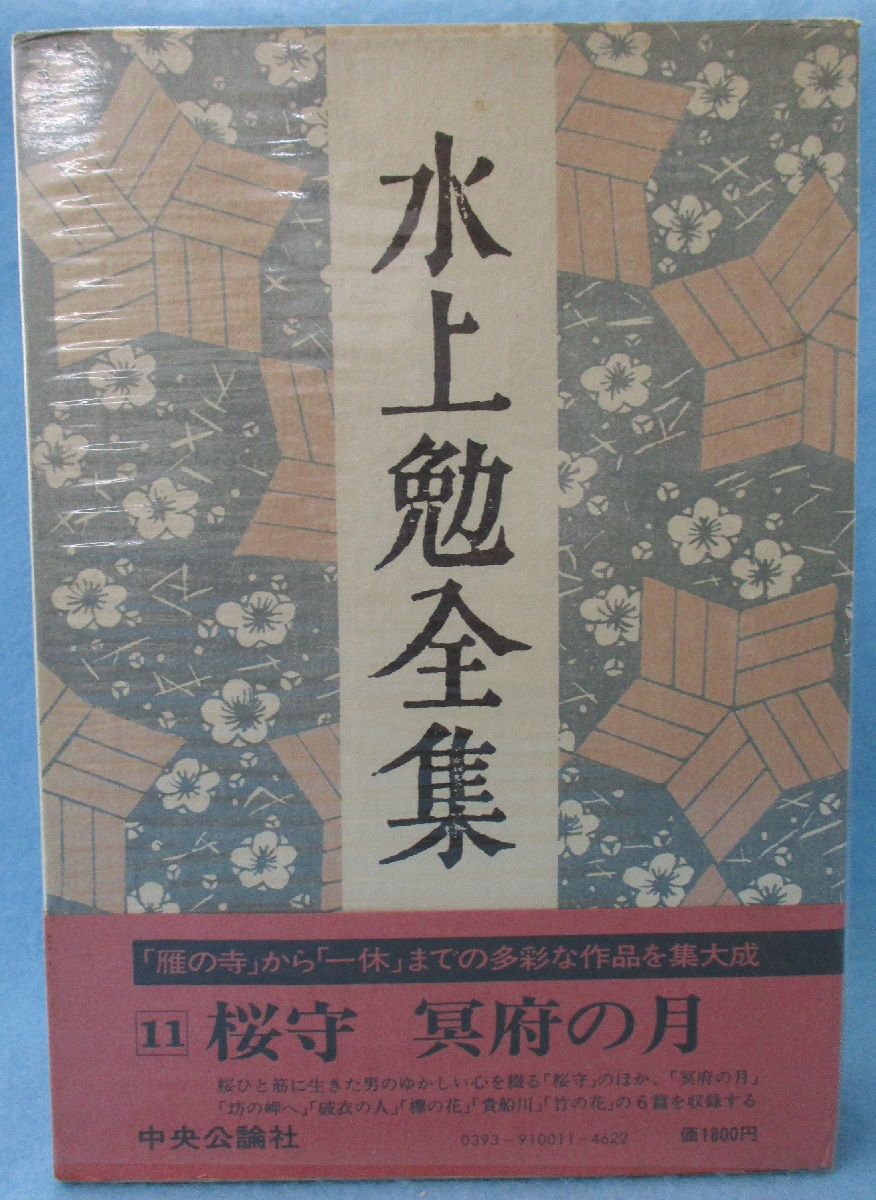 水上勉全集
「雁の寺」から「一休」までの多彩な作品を集大成
11 桜守 冥府の月
桜ひと筋に生きた男のゆかしい心を綴る「桜守」のほか、「冥府の月」
「坊の岬へ」「破衣の人」「欅の花」「貴船川」「竹の花」の6篇を収録する
中央公論社 0393-910011-4622 価1800円